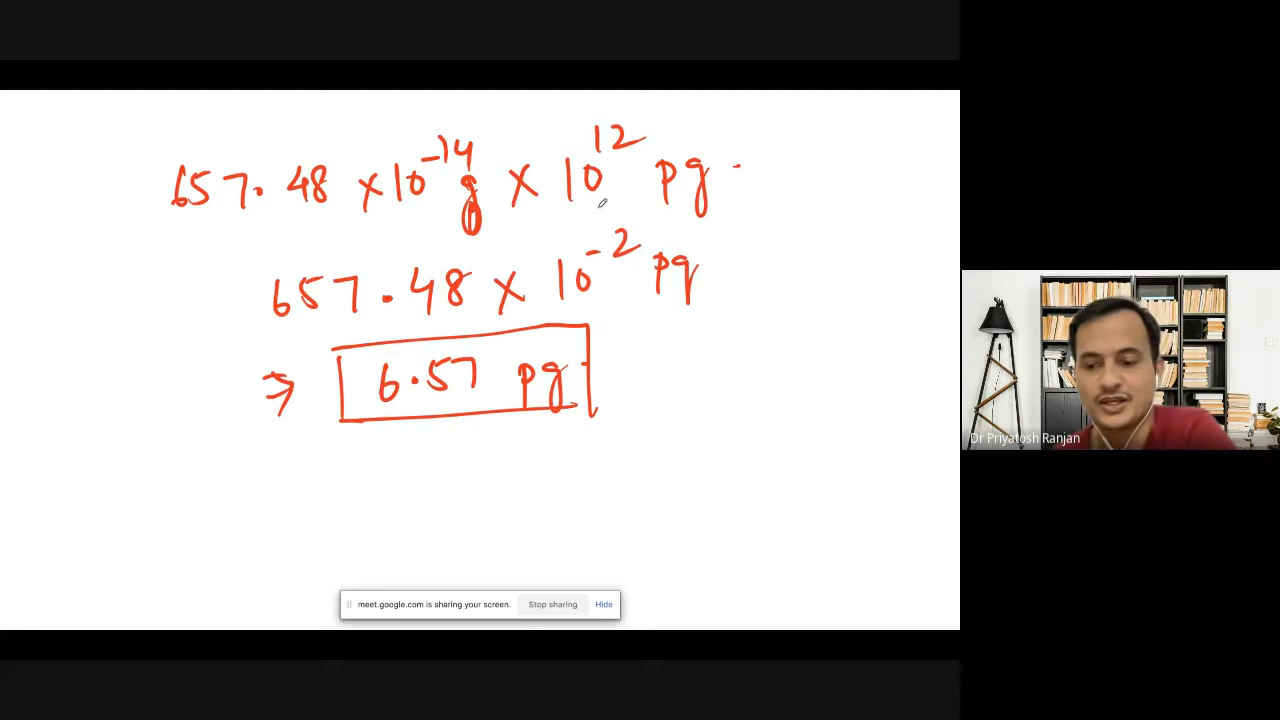 657.48 × 10⁻¹⁴ g × 10¹² pg.
657.48 × 10⁻² pg
⇒ 6.57 pg
Dr Priyatosh Ranjan
meet.google.com is sharing your screen. Stop sharing Hide